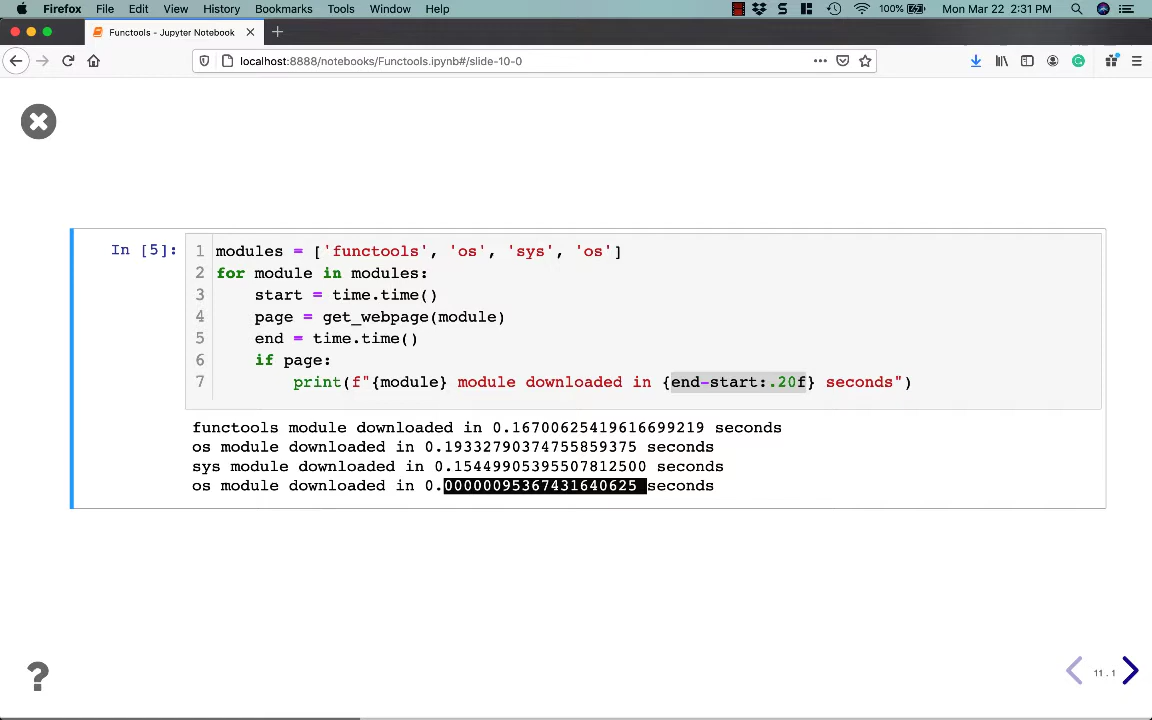 Firefox File Edit View History Bookmarks Tools Window Help 100% Mon Mar 22 2:31 PM
Functools - Jupyter Notebook
localhost:8888/notebooks/Functools.ipynb#/slide-10-0
In [5]:
1 modules = ['functools', 'os', 'sys', 'os']
2 for module in modules:
3 start = time.time()
4 page = get_webpage(module)
5 end = time.time()
6 if page:
7 print(f"{module} module downloaded in {end-start:.20f} seconds")
functools module downloaded in 0.16700625419616699219 seconds
os module downloaded in 0.19332790374755859375 seconds
sys module downloaded in 0.15449905395507812500 seconds
os module downloaded in 0.00000095367431640625 seconds
?
11.1